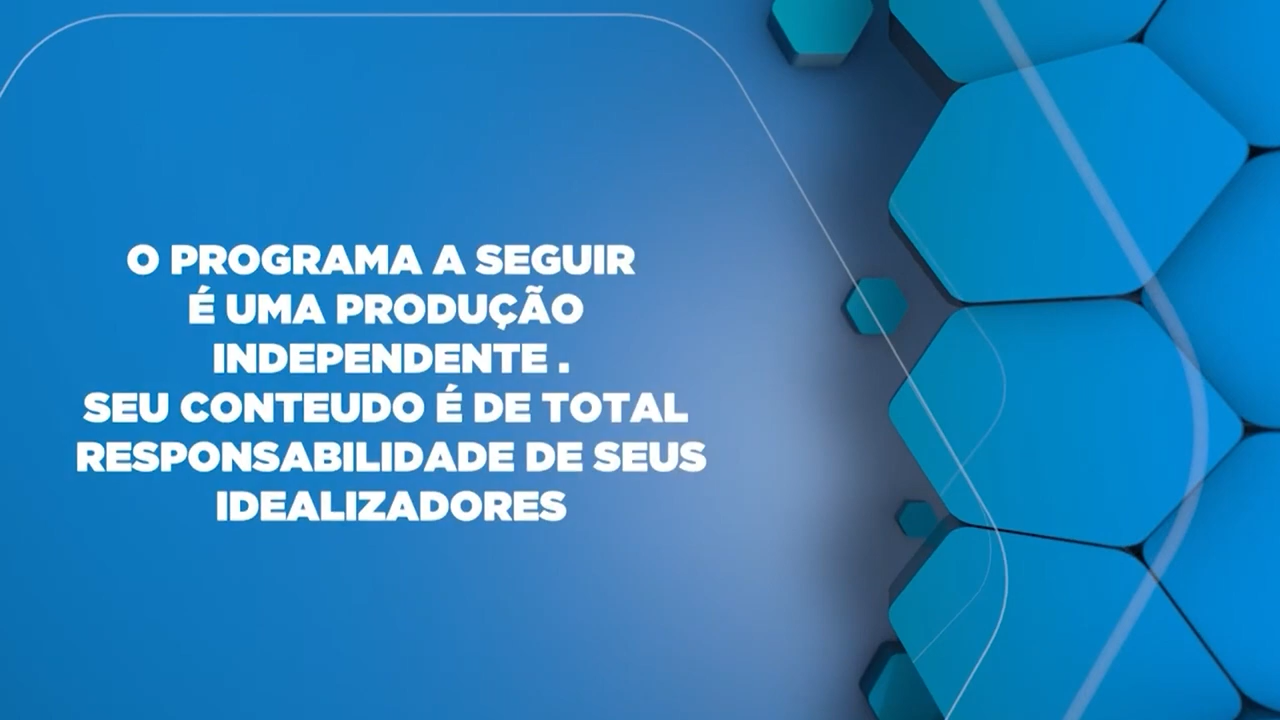 O PROGRAMA A SEGUIR
É UMA PRODUÇÃO
INDEPENDENTE .
SEU CONTEUDO É DE TOTAL
RESPONSABILIDADE DE SEUS
IDEALIZADORES